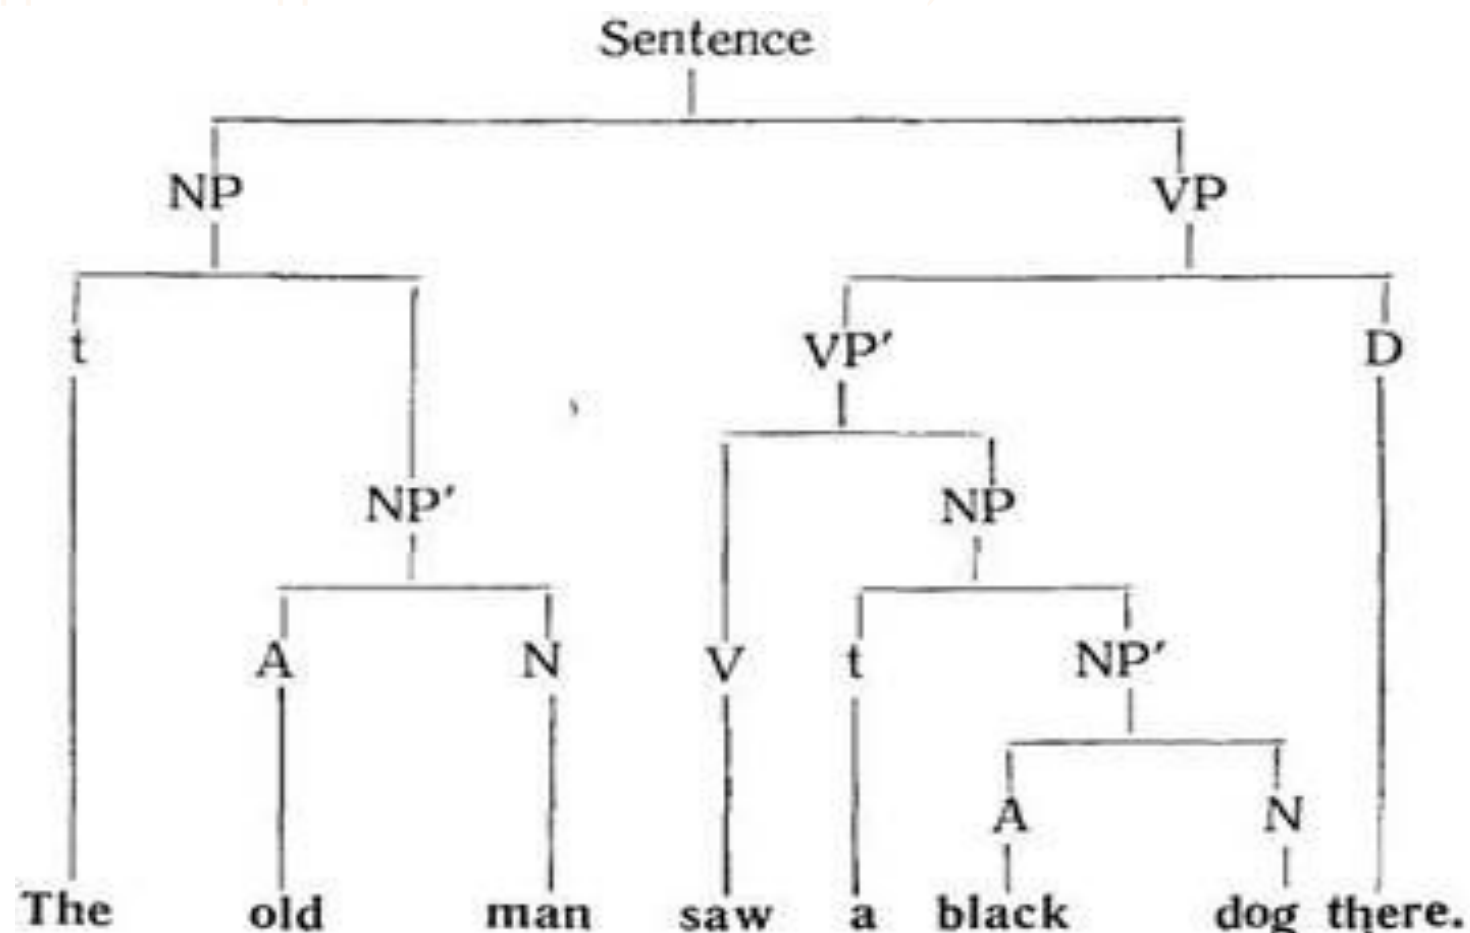 Sentence
NP VP
t VP′ D
NP′ NP
A N V t NP′
A N
The old man saw a black dog there.